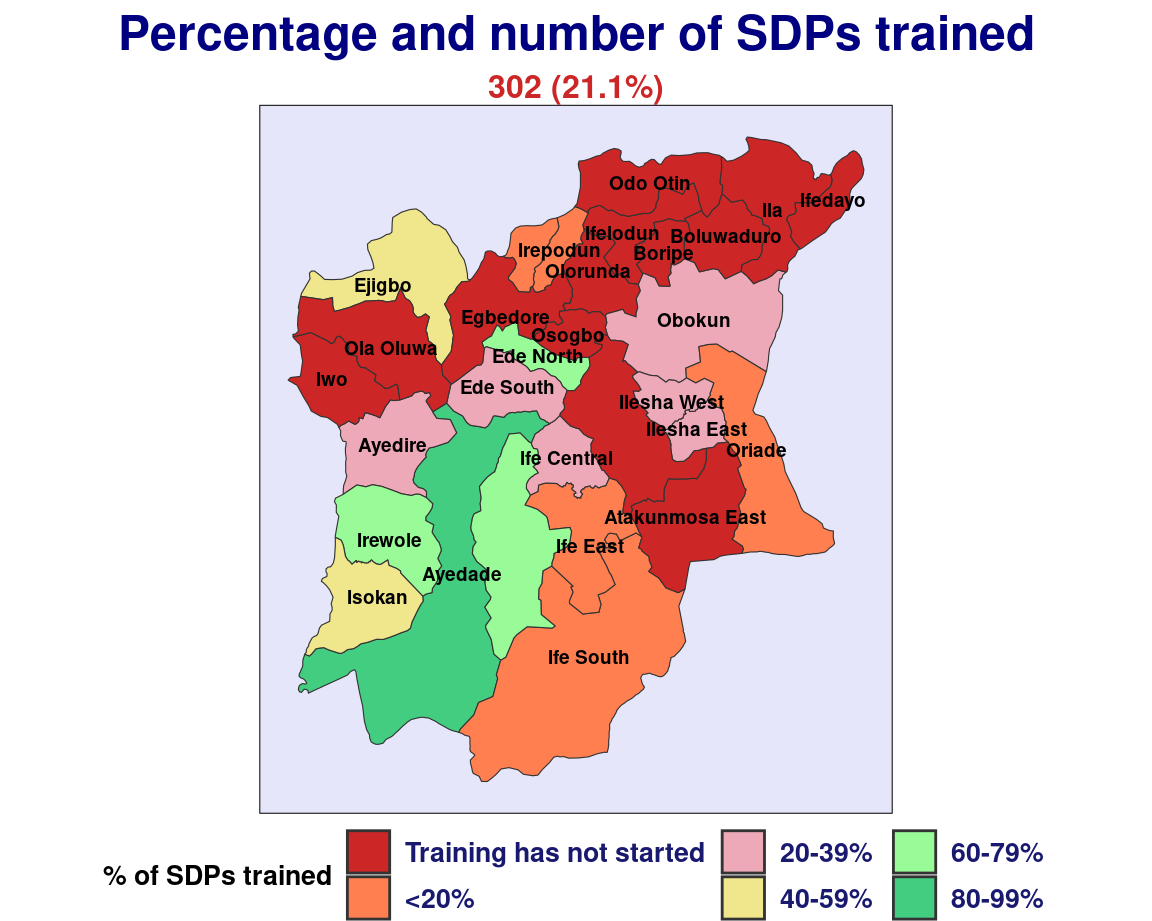 Percentage and number of SDPs trained
302 (21.1%)
Odo Otin
Ifedayo
Ila
Ifelodun
Boluwaduro
Irepodun
Boripe
Olorunda
Ejigbo
Egbedore
Obokun
Osogbo
Ola Oluwa
Ede North
Iwo
Ede South
Ilesha West
Ilesha East
Ayedire
Oriade
Ife Central
Atakunmosa East
Irewole
Ife East
Ayedade
Isokan
Ife South
% of SDPs trained
Training has not started
<20%
20-39%
40-59%
60-79%
80-99%